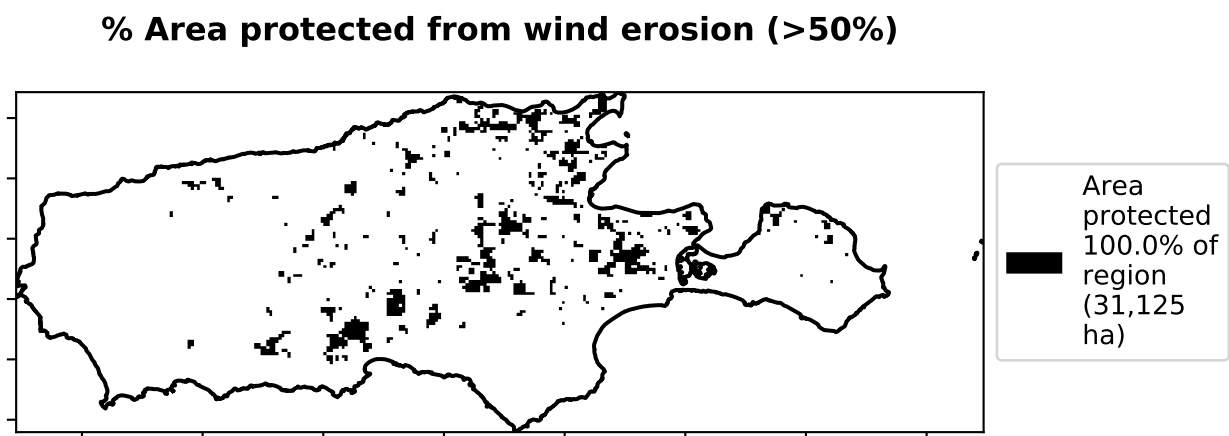 % Area protected from wind erosion (>50%)
Area
protected
100.0% of
region
(31,125
ha)